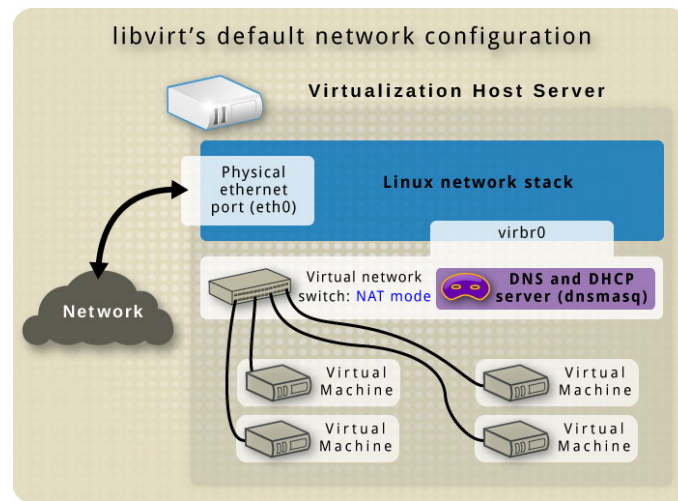 libvirt's default network configuration
Virtualization Host Server
Physical
ethernet
port (eth0)
Linux network stack
virbr0
Virtual network
switch: NAT mode
DNS and DHCP
server (dnsmasq)
Network
Virtual
Machine
Virtual
Machine
Virtual
Machine
Virtual
Machine